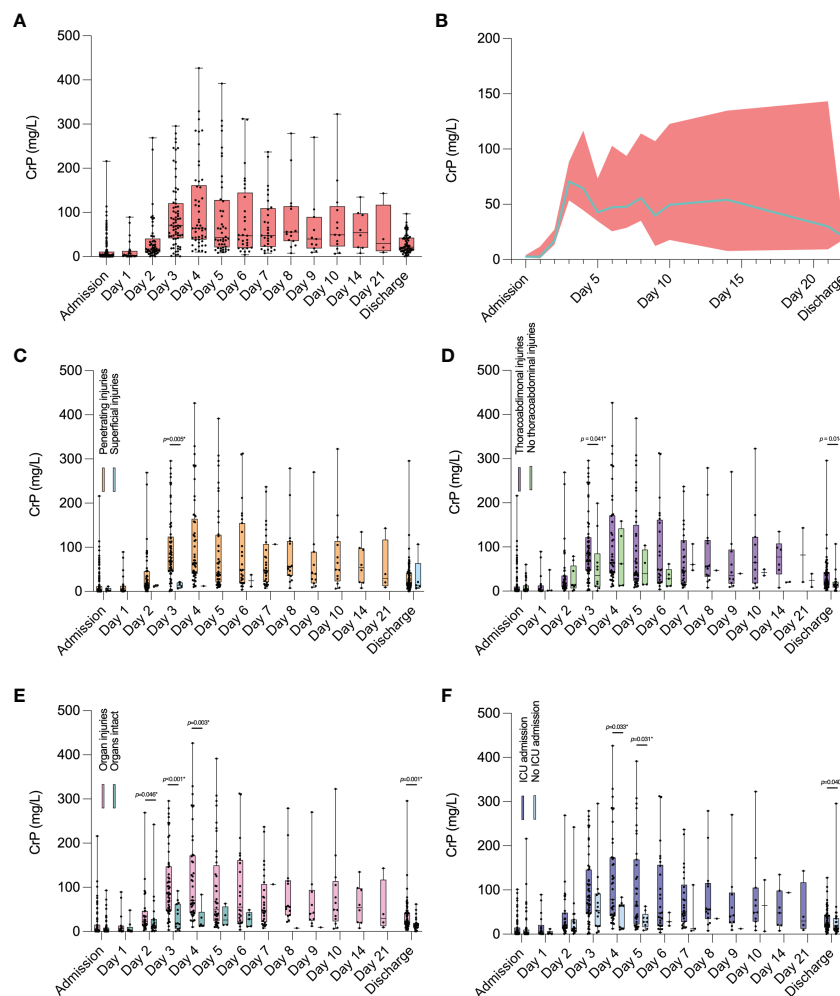 A
500
400
300
200
100
0
CrP (mg/L)
Admission
Day 1
Day 2
Day 3
Day 4
Day 5
Day 6
Day 7
Day 8
Day 9
Day 10
Day 14
Day 21
Discharge
B
200
150
100
50
0
CrP (mg/L)
Admission
Day 5
Day 10
Day 15
Day 20
Discharge
C
Penetrating injuries
Superficial injuries
500
400
300
200
100
0
CrP (mg/L)
p=0.005*
Admission
Day 1
Day 2
Day 3
Day 4
Day 5
Day 6
Day 7
Day 8
Day 9
Day 10
Day 14
Day 21
Discharge
D
Thoracoabdimonal injuries
No thoracoabdominal injuries
500
400
300
200
100
0
CrP (mg/L)
p = 0.041*
p = 0.01
Admission
Day 1
Day 2
Day 3
Day 4
Day 5
Day 6
Day 7
Day 8
Day 9
Day 10
Day 14
Day 21
Discharge
E
Organ injuries
Organs intact
500
400
300
200
100
0
CrP (mg/L)
p=0.046*
p<0.001*
p=0.003*
p=0.001*
Admission
Day 1
Day 2
Day 3
Day 4
Day 5
Day 6
Day 7
Day 8
Day 9
Day 10
Day 14
Day 21
Discharge
F
ICU admission
No ICU admission
500
400
300
200
100
0
CrP (mg/L)
p=0.033*
p=0.031*
p=0.040
Admission
Day 1
Day 2
Day 3
Day 4
Day 5
Day 6
Day 7
Day 8
Day 9
Day 10
Day 14
Day 21
Discharge